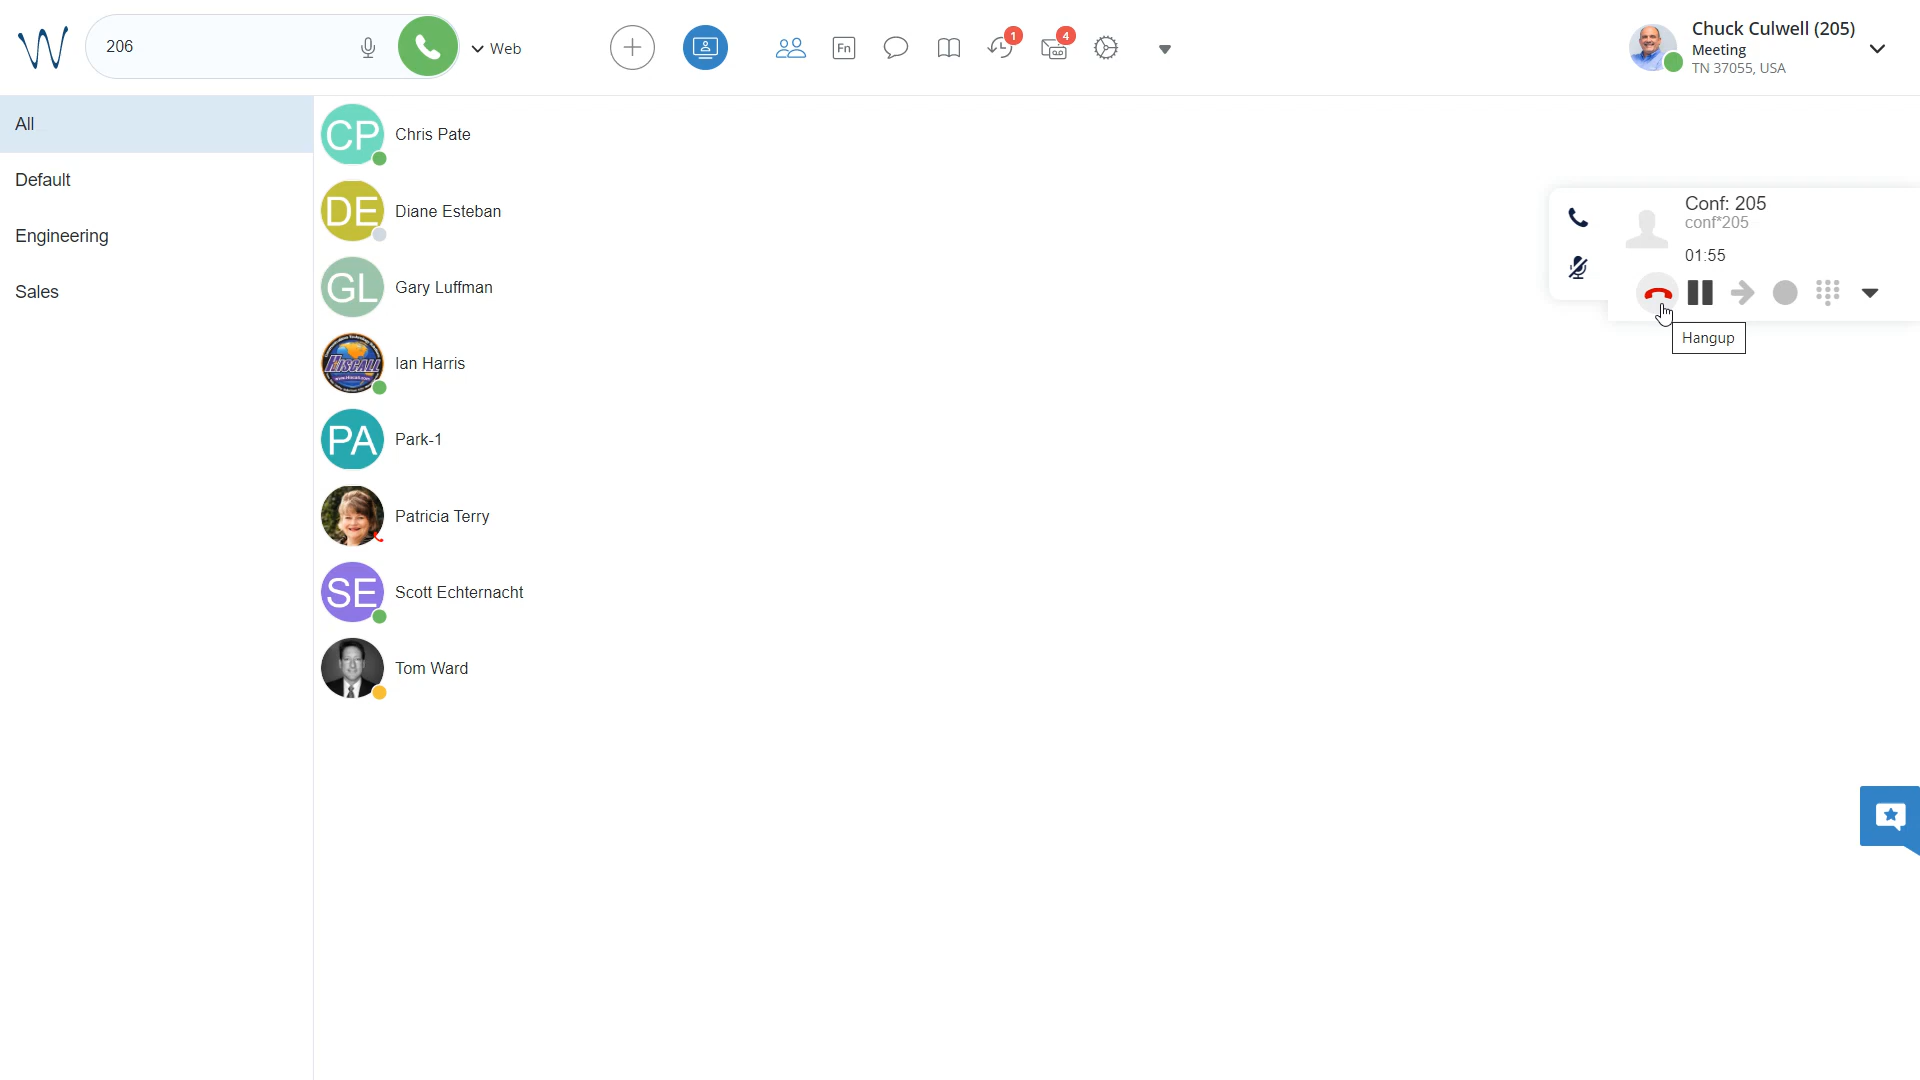 206
Web
Fn
1
4
Chuck Culwell (205)
Meeting
TN 37055, USA
All
Default
Engineering
Sales
CP
Chris Pate
DE
Diane Esteban
GL
Gary Luffman
HISCALL
Ian Harris
PA
Park-1
Patricia Terry
SE
Scott Echternacht
Tom Ward
Conf: 205
conf*205
01:55
Hangup